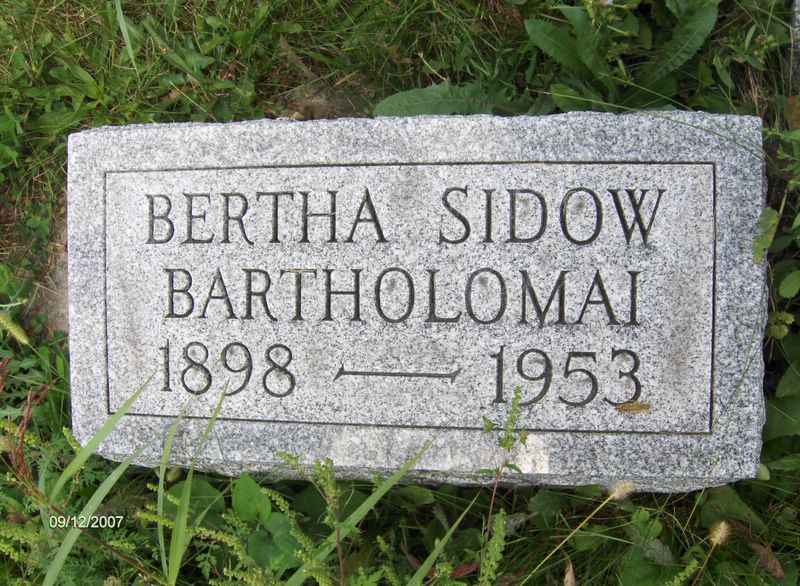 BERTHA SIDOW
BARTHOLOMAI
1898 — 1953
09/12/2007